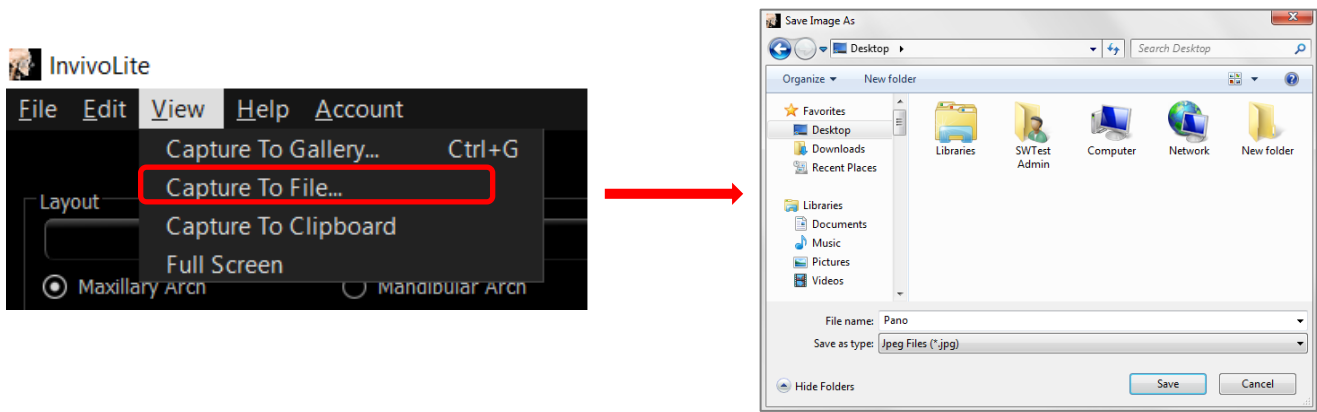 InvivoLite
File Edit View Help Account
Capture To Gallery... Ctrl+G
Capture To File...
Layout
Capture To Clipboard
Full Screen
Maxillary Arch Mandibular Arch
Save Image As
Desktop
Search Desktop
Organize New folder
Favorites
Desktop
Downloads
Recent Places
Libraries
Documents
Music
Pictures
Videos
Libraries
SWTest
Admin
Computer
Network
New folder
File name: Pano
Save as type: Jpeg Files (*.jpg)
Hide Folders Save Cancel